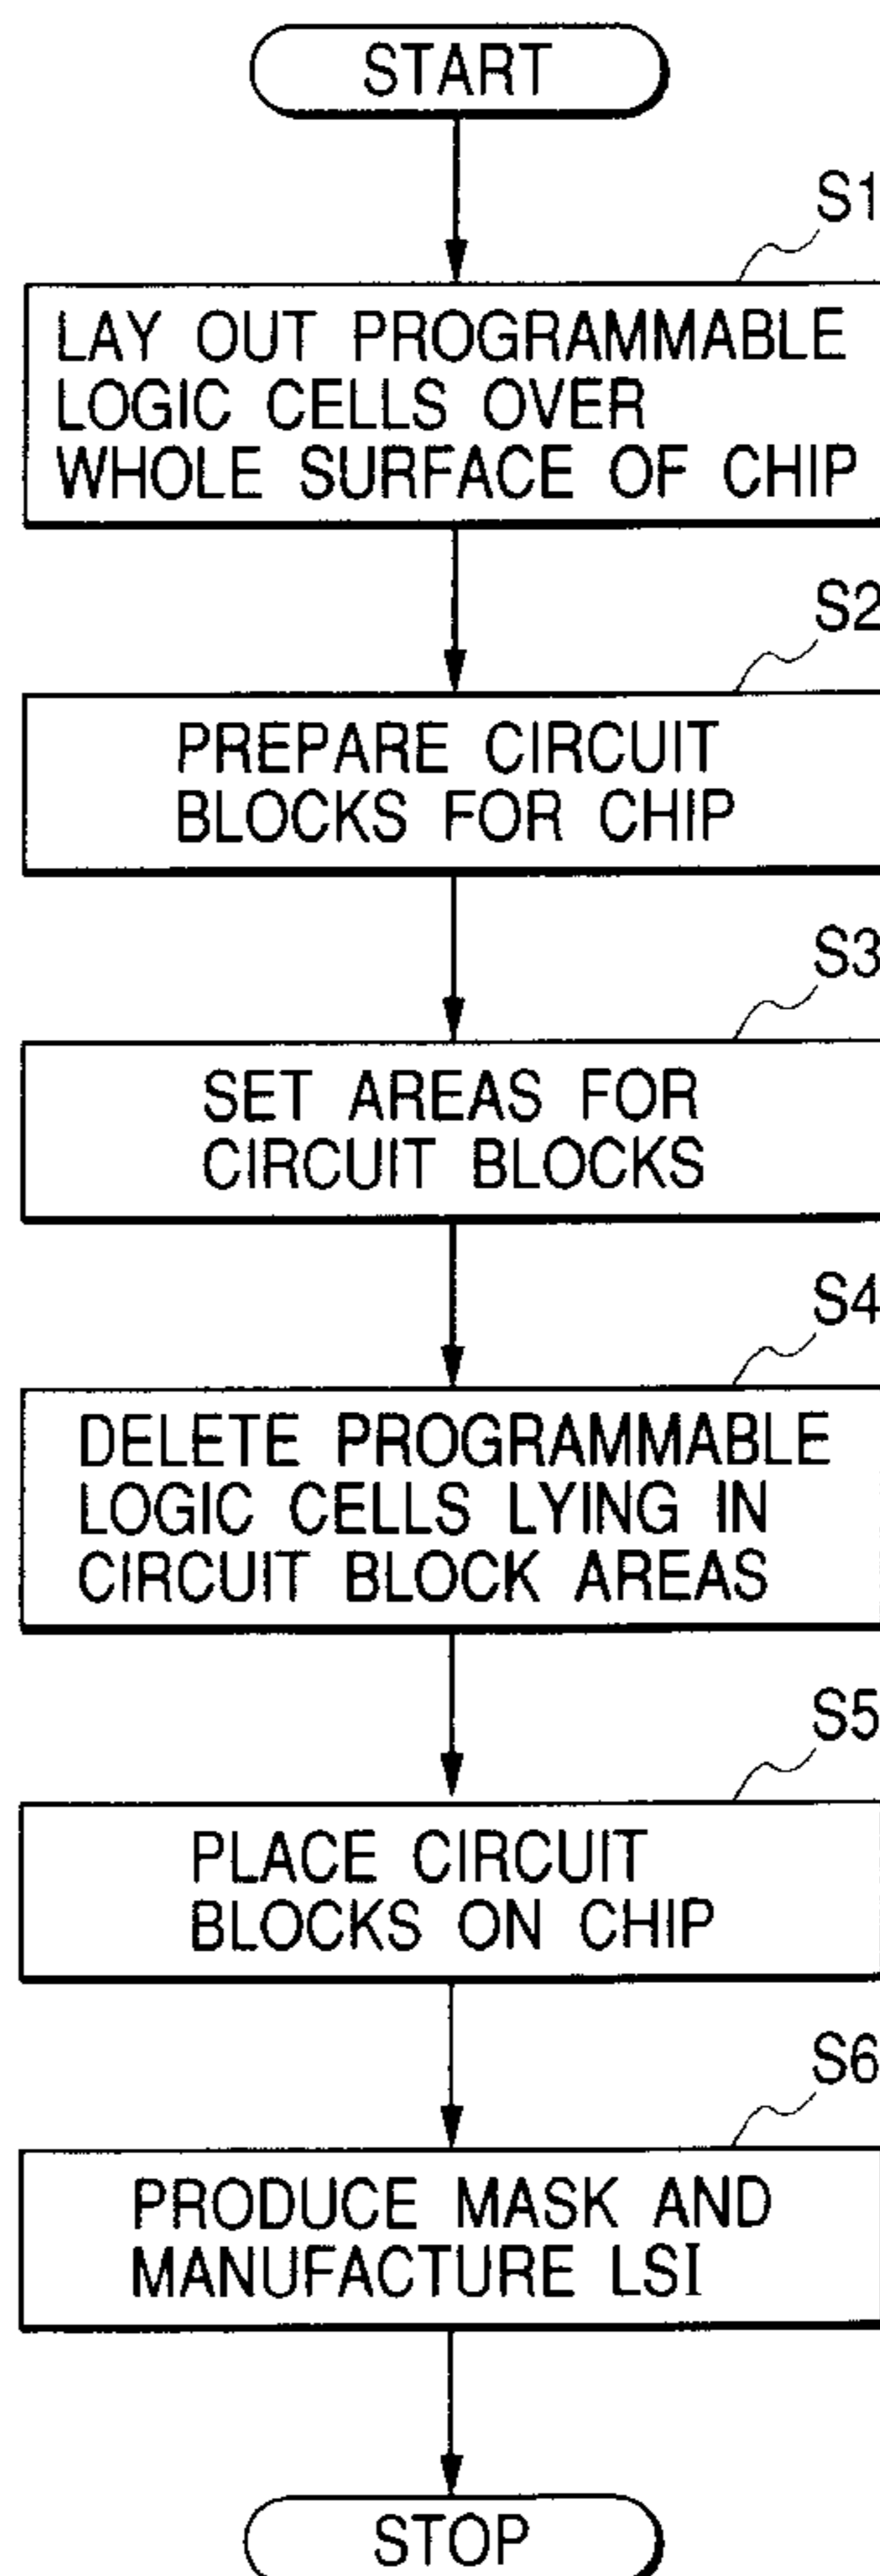 START
S1
LAY OUT PROGRAMMABLE
LOGIC CELLS OVER
WHOLE SURFACE OF CHIP
S2
PREPARE CIRCUIT
BLOCKS FOR CHIP
S3
SET AREAS FOR
CIRCUIT BLOCKS
S4
DELETE PROGRAMMABLE
LOGIC CELLS LYING IN
CIRCUIT BLOCK AREAS
S5
PLACE CIRCUIT
BLOCKS ON CHIP
S6
PRODUCE MASK AND
MANUFACTURE LSI
STOP